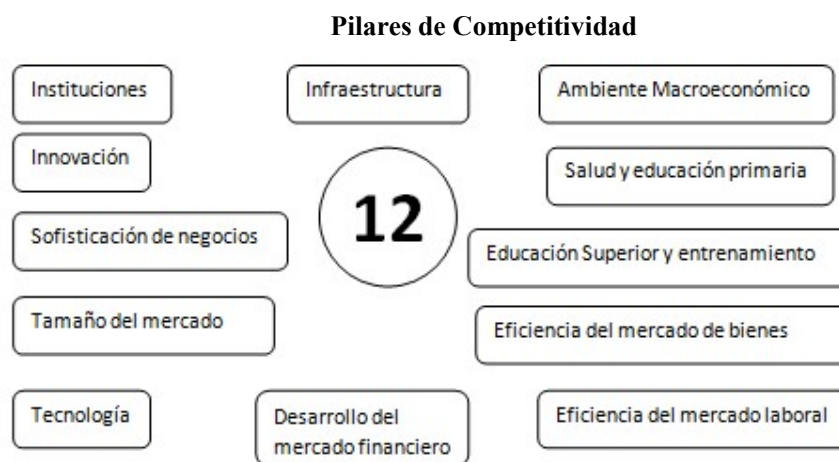 Pilares de Competitividad
Instituciones
Infraestructura
Ambiente Macroeconómico
Innovación
Salud y educación primaria
12
Sofisticación de negocios
Educación Superior y entrenamiento
Tamaño del mercado
Eficiencia del mercado de bienes
Tecnología
Desarrollo del
mercado financiero
Eficiencia del mercado laboral